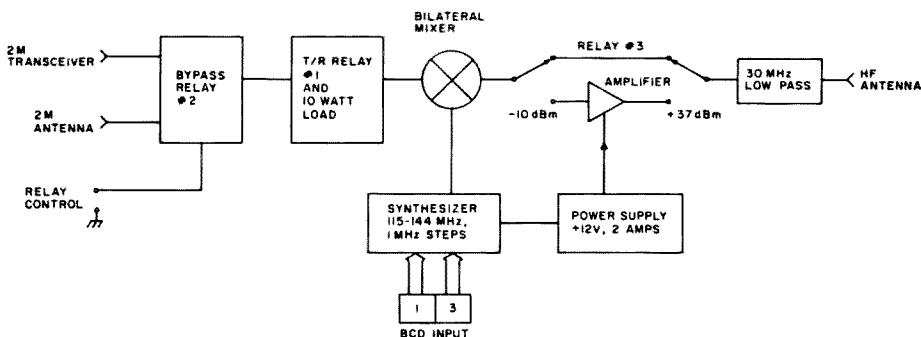 BILATERAL
MIXER
2M
TRANSCEIVER
BYPASS
RELAY
#2
T/R RELAY
#1
AND
10 WATT
LOAD
RELAY #3
AMPLIFIER
-10 dBm
+37 dBm
30 MHz
LOW PASS
HF
ANTENNA
2M
ANTENNA
RELAY
CONTROL
SYNTHESIZER
115-144 MHz,
1 MHz STEPS
POWER SUPPLY
+12V, 2 AMPS
1 3
BCD INPUT